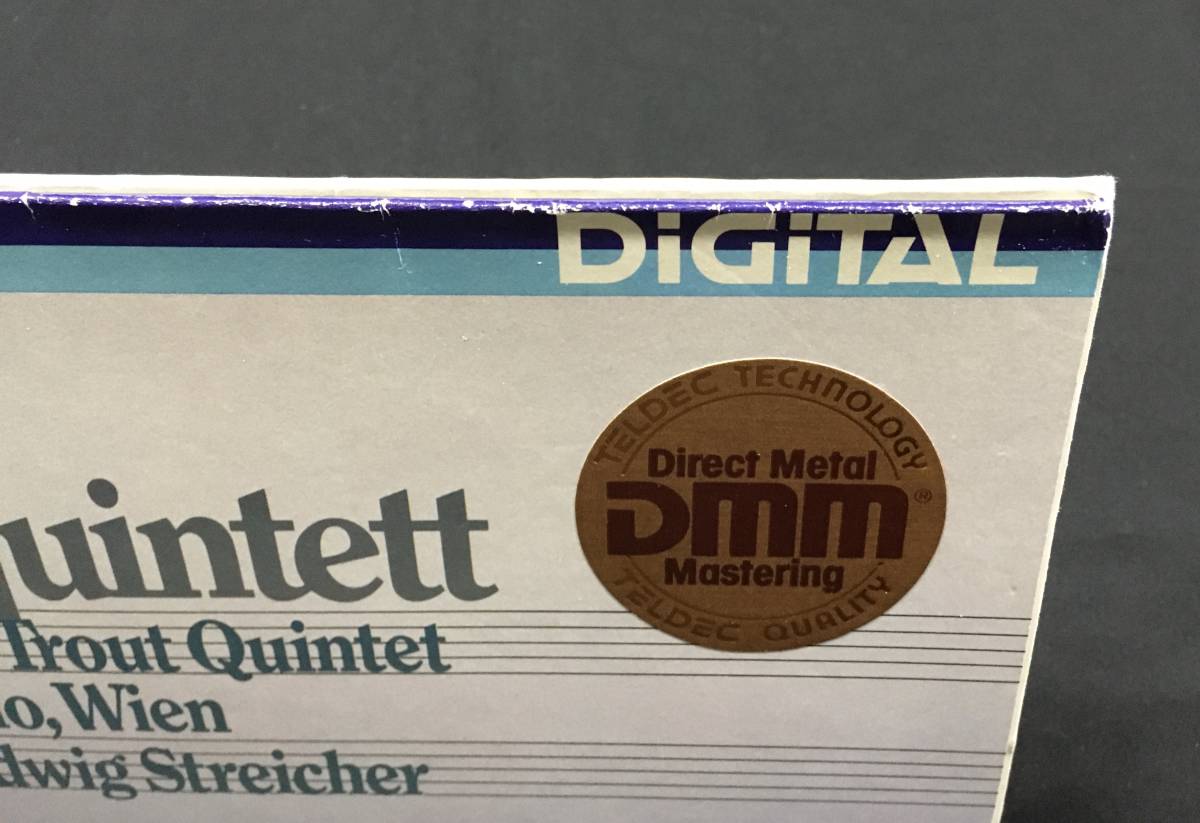 DiGiTAL
TELDEC TECHNOLOGY
Direct Metal
DMM®
Mastering
TELDEC QUALITY
uintett
Trout Quintet
o, Wien
dwig Streicher